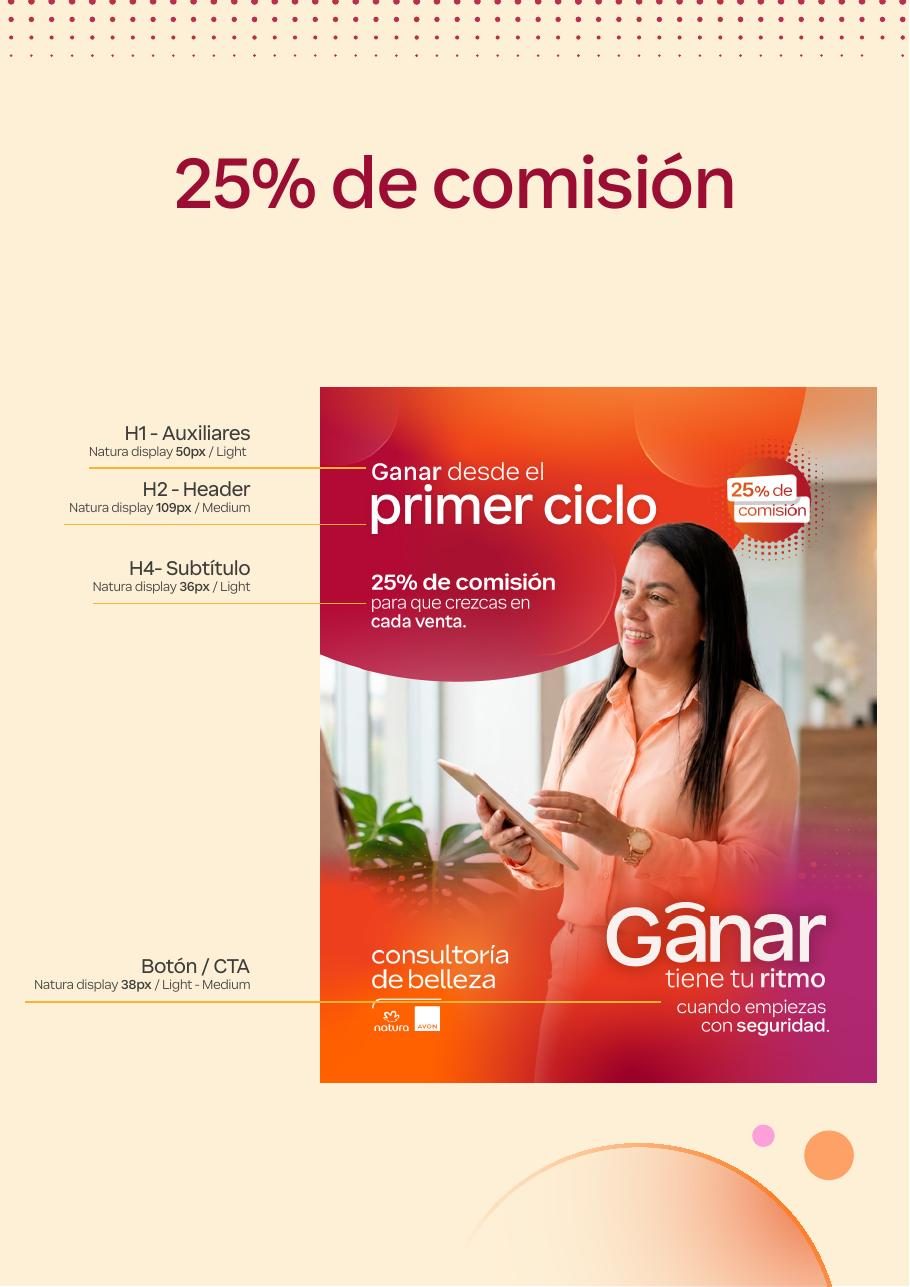 25% de comisión
H1 - Auxiliares
Natura display 50px / Light
H2 - Header
Natura display 109px / Medium
H4- Subtítulo
Natura display 36px / Light
Ganar desde el
primer ciclo
25% de
comisión
25% de comisión
para que crezcas en
cada venta.
Botón / CTA
Natura display 38px / Light - Medium
consultoría
de belleza
natura
AVON
Ganar
tiene tu ritmo
cuando empiezas
con seguridad.